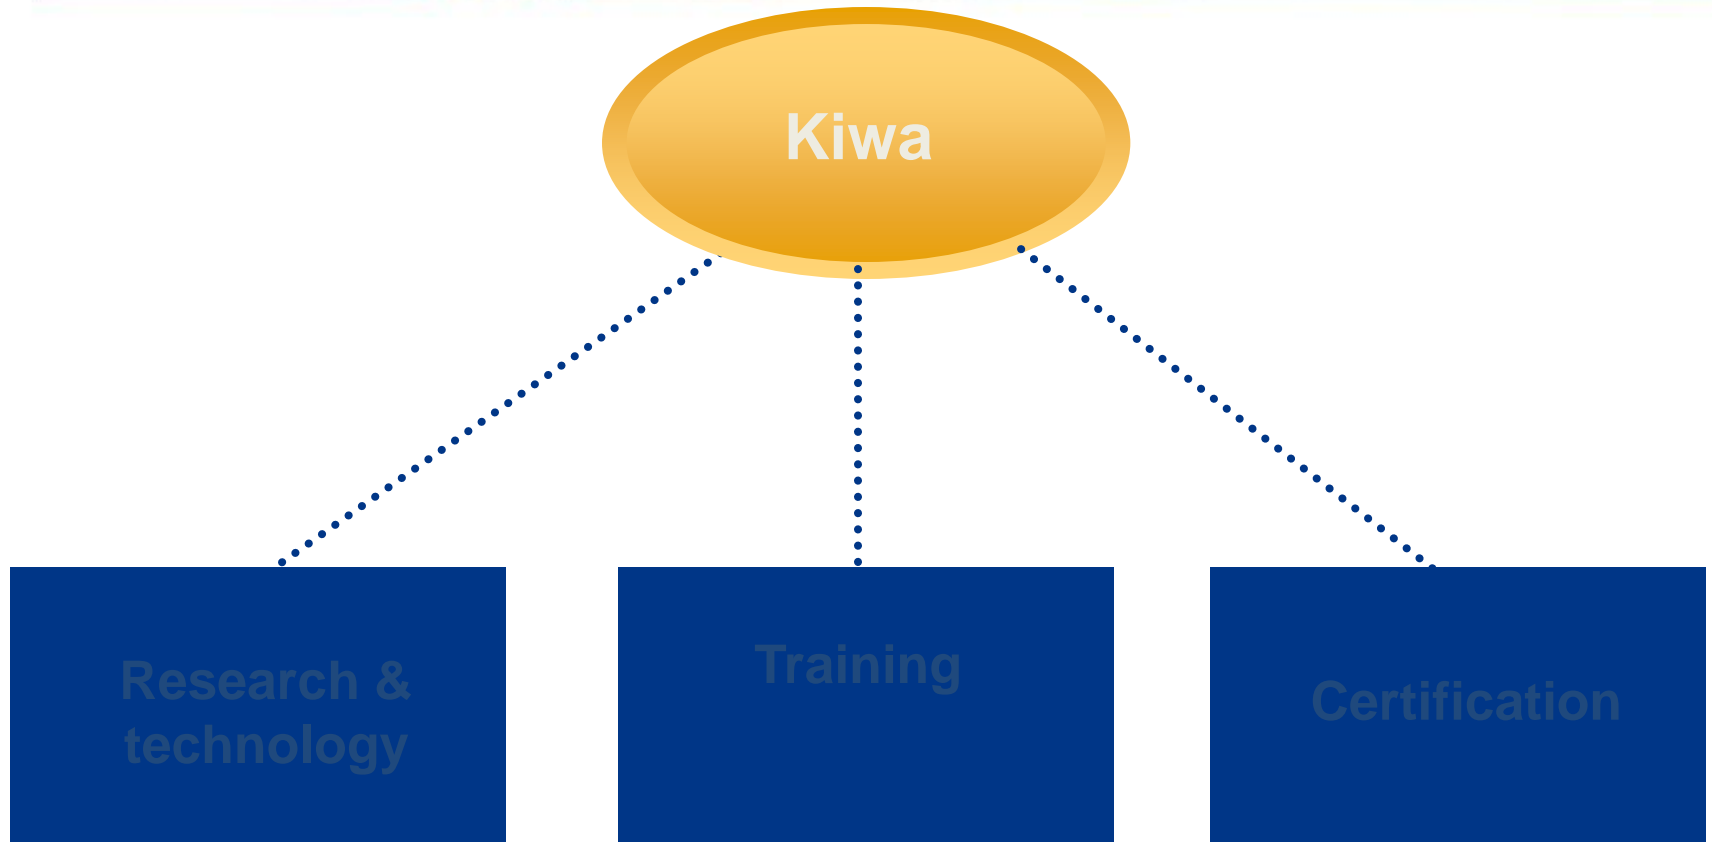 Kiwa
Research &
technology
Training
Certification